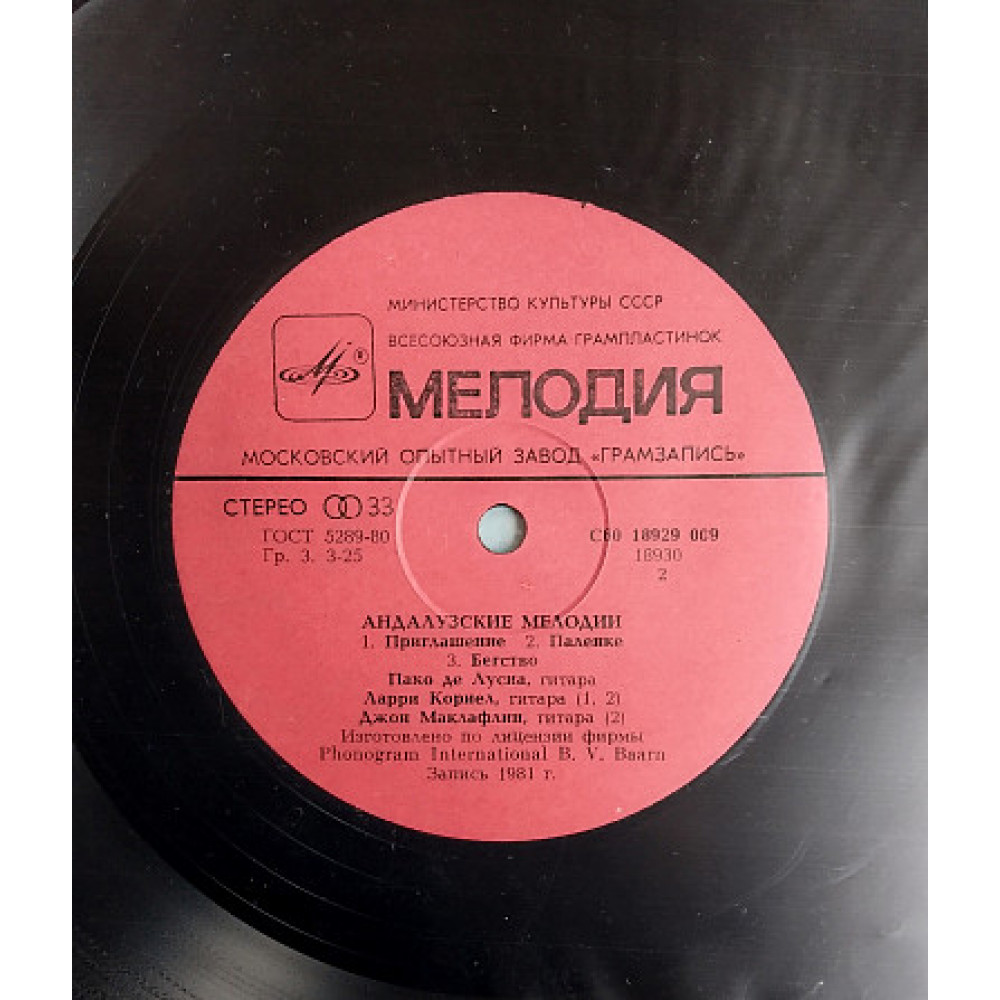 МИНИСТЕРСТВО КУЛЬТУРЫ СССР
ВСЕСОЮЗНАЯ ФИРМА ГРАМПЛАСТИНОК
МЕЛОДИЯ
МОСКОВСКИЙ ОПЫТНЫЙ ЗАВОД «ГРАМЗАПИСЬ»
СТЕРЕО 33
ГОСТ 5289-80
Гр. 3. 3-25
С60 18929 009
18930
2
АНДАЛУЗСКИЕ МЕЛОДИИ
1. Приглашение 2. Паленке
3. Бегство
Пако де Лусиа, гитара
Ларри Кориел, гитара (1, 2)
Джон Маклафлин, гитара (2)
Изготовлено по лицензии фирмы
Phonogram International B. V. Baarn
Запись 1981 г.